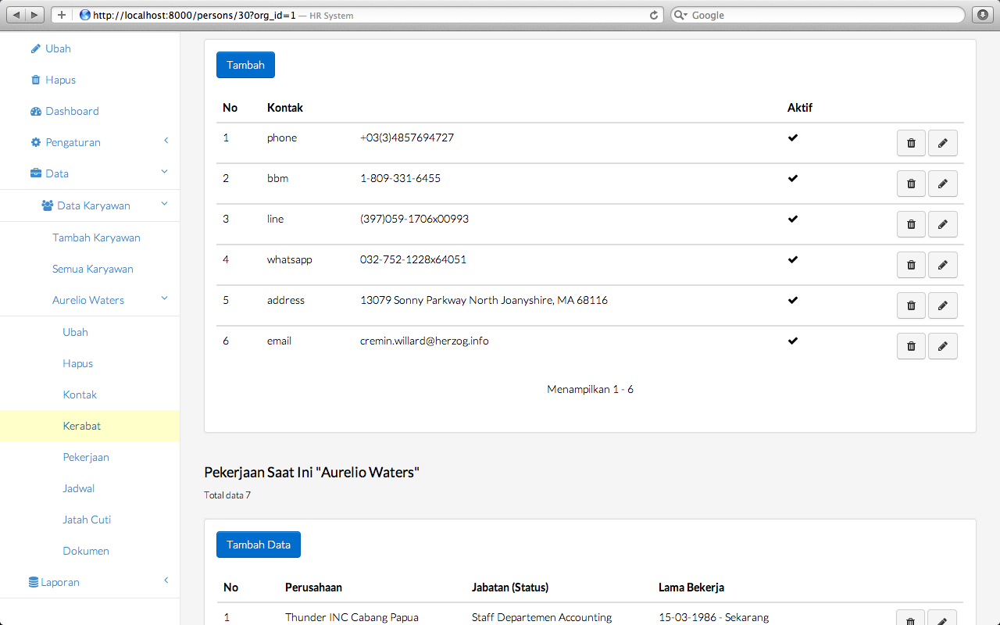 http://localhost:8000/persons/30?org_id=1 — HR System
Google
Ubah
Hapus
Dashboard
Pengaturan
Data
Data Karyawan
Tambah Karyawan
Semua Karyawan
Aurelio Waters
Ubah
Hapus
Kontak
Kerabat
Pekerjaan
Jadwal
Jatah Cuti
Dokumen
Laporan
Tambah
No Kontak Aktif
1 phone +03(3)4857694727
2 bbm 1-809-331-6455
3 line (397)059-1706x00993
4 whatsapp 032-752-1228x64051
5 address 13079 Sonny Parkway North Joanyshire, MA 68116
6 email cremin.willard@herzog.info
Menampilkan 1 - 6
Pekerjaan Saat Ini "Aurelio Waters"
Total data 7
Tambah Data
No Perusahaan Jabatan (Status) Lama Bekerja
1 Thunder INC Cabang Papua Staff Departemen Accounting 15-03-1986 - Sekarang